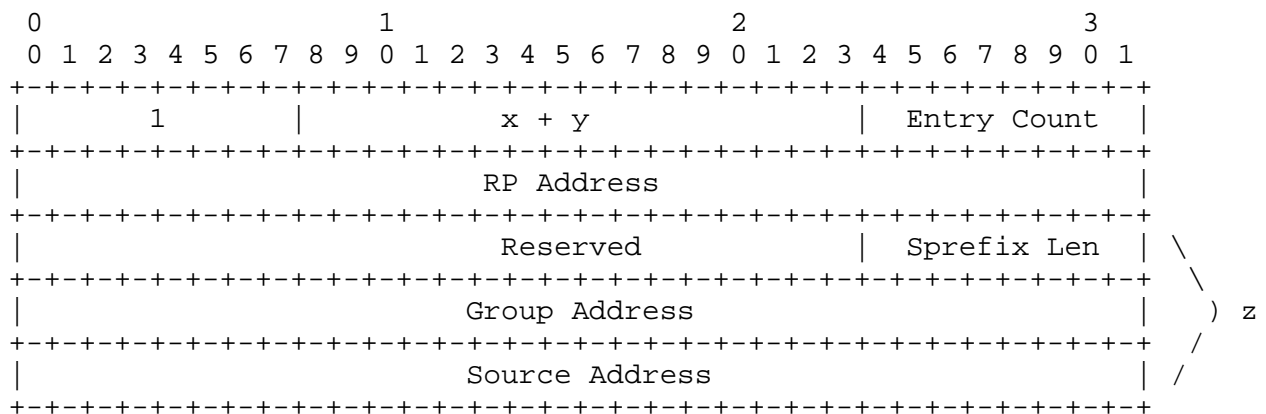 0                   1                   2                   3
 0 1 2 3 4 5 6 7 8 9 0 1 2 3 4 5 6 7 8 9 0 1 2 3 4 5 6 7 8 9 0 1
+-+-+-+-+-+-+-+-+-+-+-+-+-+-+-+-+-+-+-+-+-+-+-+-+-+-+-+-+-+-+-+-+
|       1       |           x + y               |  Entry Count  |
+-+-+-+-+-+-+-+-+-+-+-+-+-+-+-+-+-+-+-+-+-+-+-+-+-+-+-+-+-+-+-+-+
|                          RP Address                           |
+-+-+-+-+-+-+-+-+-+-+-+-+-+-+-+-+-+-+-+-+-+-+-+-+-+-+-+-+-+-+-+-+
|                           Reserved            |  Sprefix Len  | \
+-+-+-+-+-+-+-+-+-+-+-+-+-+-+-+-+-+-+-+-+-+-+-+-+-+-+-+-+-+-+-+-+  \
|                         Group Address                         |   ) z
+-+-+-+-+-+-+-+-+-+-+-+-+-+-+-+-+-+-+-+-+-+-+-+-+-+-+-+-+-+-+-+-+  /
|                         Source Address                        | /
+-+-+-+-+-+-+-+-+-+-+-+-+-+-+-+-+-+-+-+-+-+-+-+-+-+-+-+-+-+-+-+-+